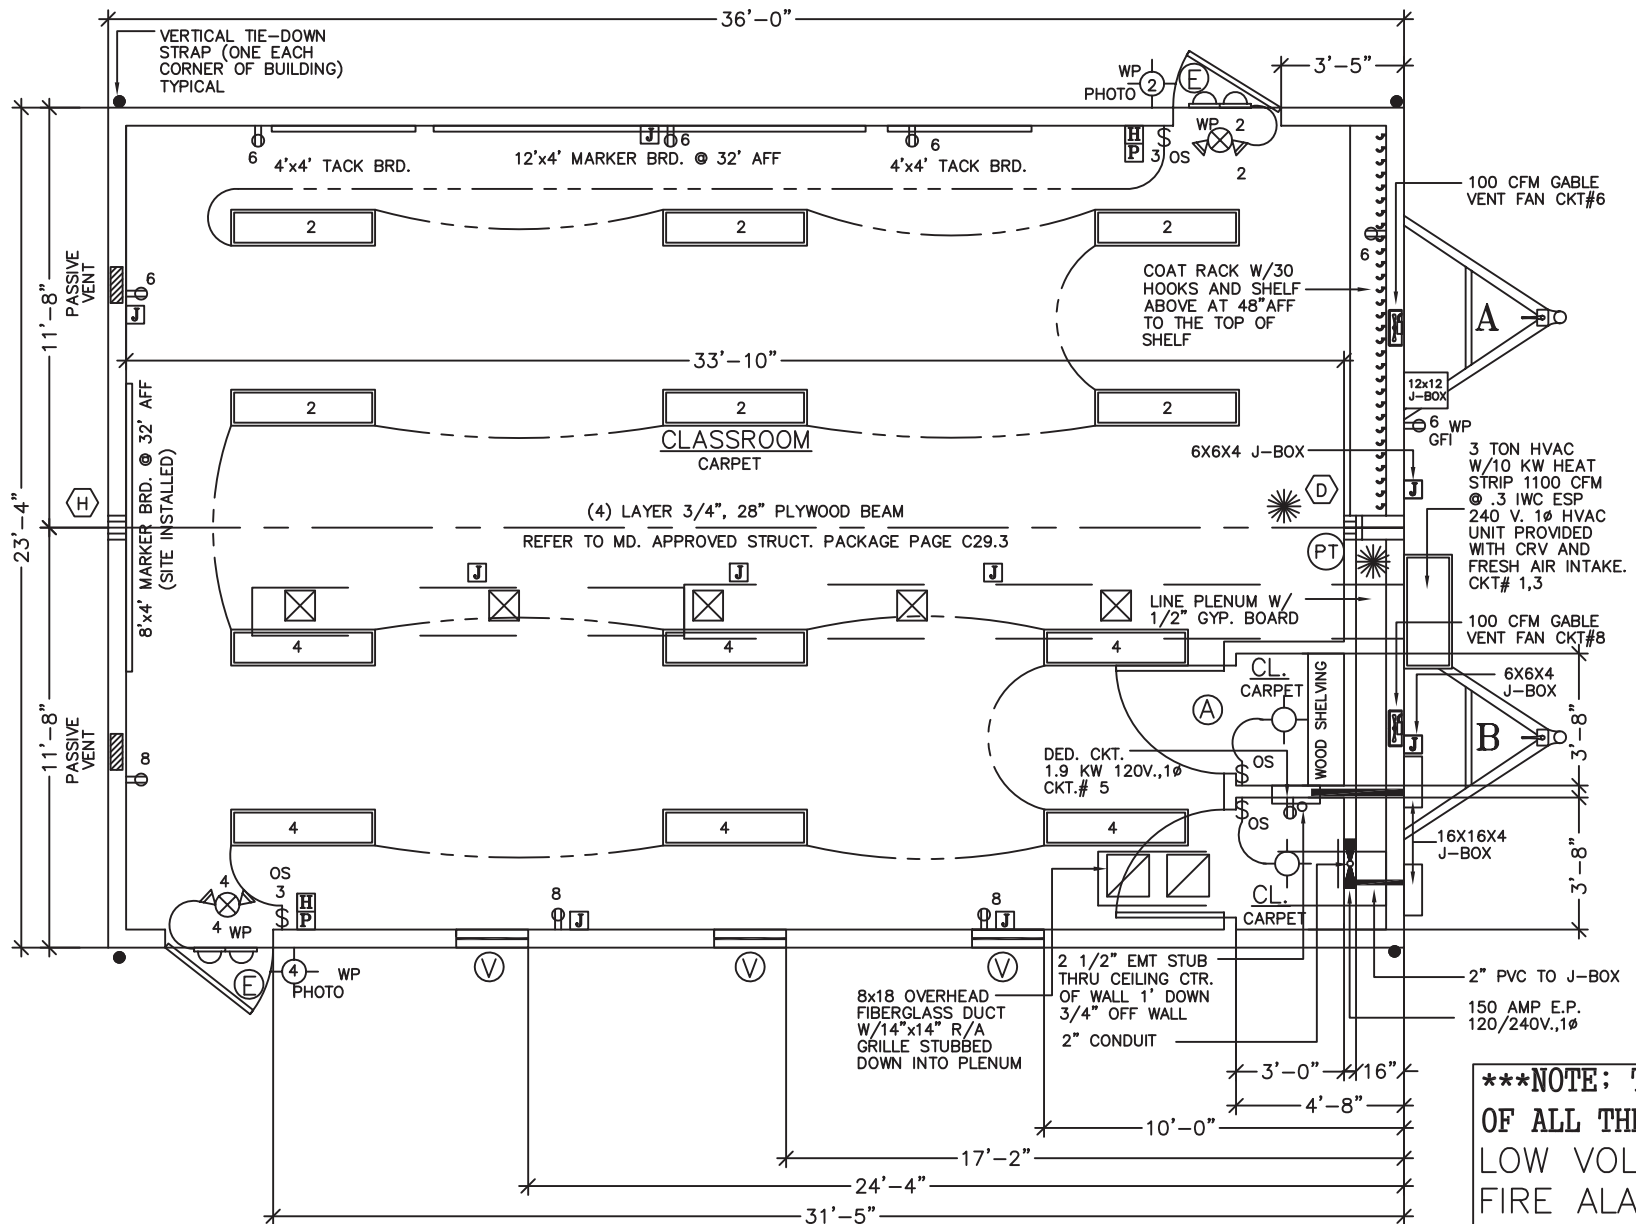 36'-0"
VERTICAL TIE-DOWN
STRAP (ONE EACH
CORNER OF BUILDING)
TYPICAL
WP
PHOTO
2
E
3'-5"
6
J
6
6
H
P
$
3 OS
WP 2
2
4'x4' TACK BRD.
12'x4' MARKER BRD. @ 32' AFF
4'x4' TACK BRD.
100 CFM GABLE
VENT FAN CKT#6
2
2
2
6
PASSIVE
VENT
6
J
11'-8"
COAT RACK W/30
HOOKS AND SHELF
ABOVE AT 48"AFF
TO THE TOP OF
SHELF
A
33'-10"
12x12
J-BOX
2
2
2
6 WP
GFI
CLASSROOM
CARPET
6X6X4 J-BOX
J
8'x4' MARKER BRD. @ 32' AFF
(SITE INSTALLED)
H
D
3 TON HVAC
W/10 KW HEAT
STRIP 1100 CFM
@ .3 IWC ESP
240 V. 1ø HVAC
UNIT PROVIDED
WITH CRV AND
FRESH AIR INTAKE.
CKT# 1,3
23'-4"
(4) LAYER 3/4", 28" PLYWOOD BEAM
REFER TO MD. APPROVED STRUCT. PACKAGE PAGE C29.3
PT
J
J
J
LINE PLENUM W/
1/2" GYP. BOARD
100 CFM GABLE
VENT FAN CKT#8
4
4
4
CL.
CARPET
WOOD SHELVING
6X6X4
J-BOX
A
J
B
3'-8"
11'-8"
PASSIVE
VENT
8
DED. CKT.
1.9 KW 120V.,1ø
CKT.# 5
$
OS
$
OS
4
4
4
16X16X4
J-BOX
3'-8"
OS
3
$
H
P
4
4 WP
8
J
8
J
CL.
CARPET
E
4
WP
PHOTO
V
V
V
8x18 OVERHEAD
FIBERGLASS DUCT
W/14"x14" R/A
GRILLE STUBBED
DOWN INTO PLENUM
2 1/2" EMT STUB
THRU CEILING CTR.
OF WALL 1' DOWN
3/4" OFF WALL
2" CONDUIT
2" PVC TO J-BOX
150 AMP E.P.
120/240V.,1ø
3'-0"
16"
4'-8"
10'-0"
17'-2"
24'-4"
31'-5"
***NOTE:
OF ALL
LOW
FIRE